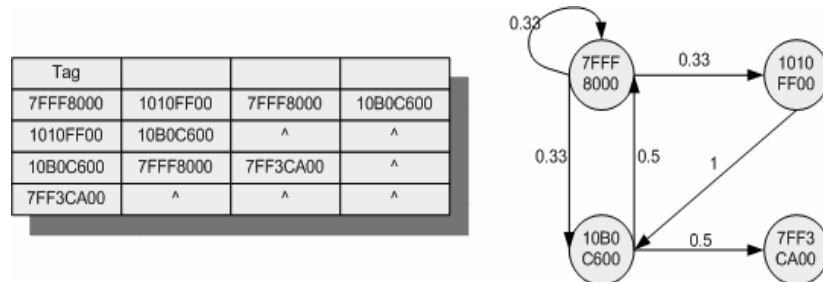 Tag
7FFF8000 1010FF00 7FFF8000 10B0C600
1010FF00 10B0C600 ^ ^
10B0C600 7FFF8000 7FF3CA00 ^
7FF3CA00 ^ ^ ^
0.33
7FFF
8000
0.33
1010
FF00
0.33
0.5
1
10B0
C600
0.5
7FF3
CA00